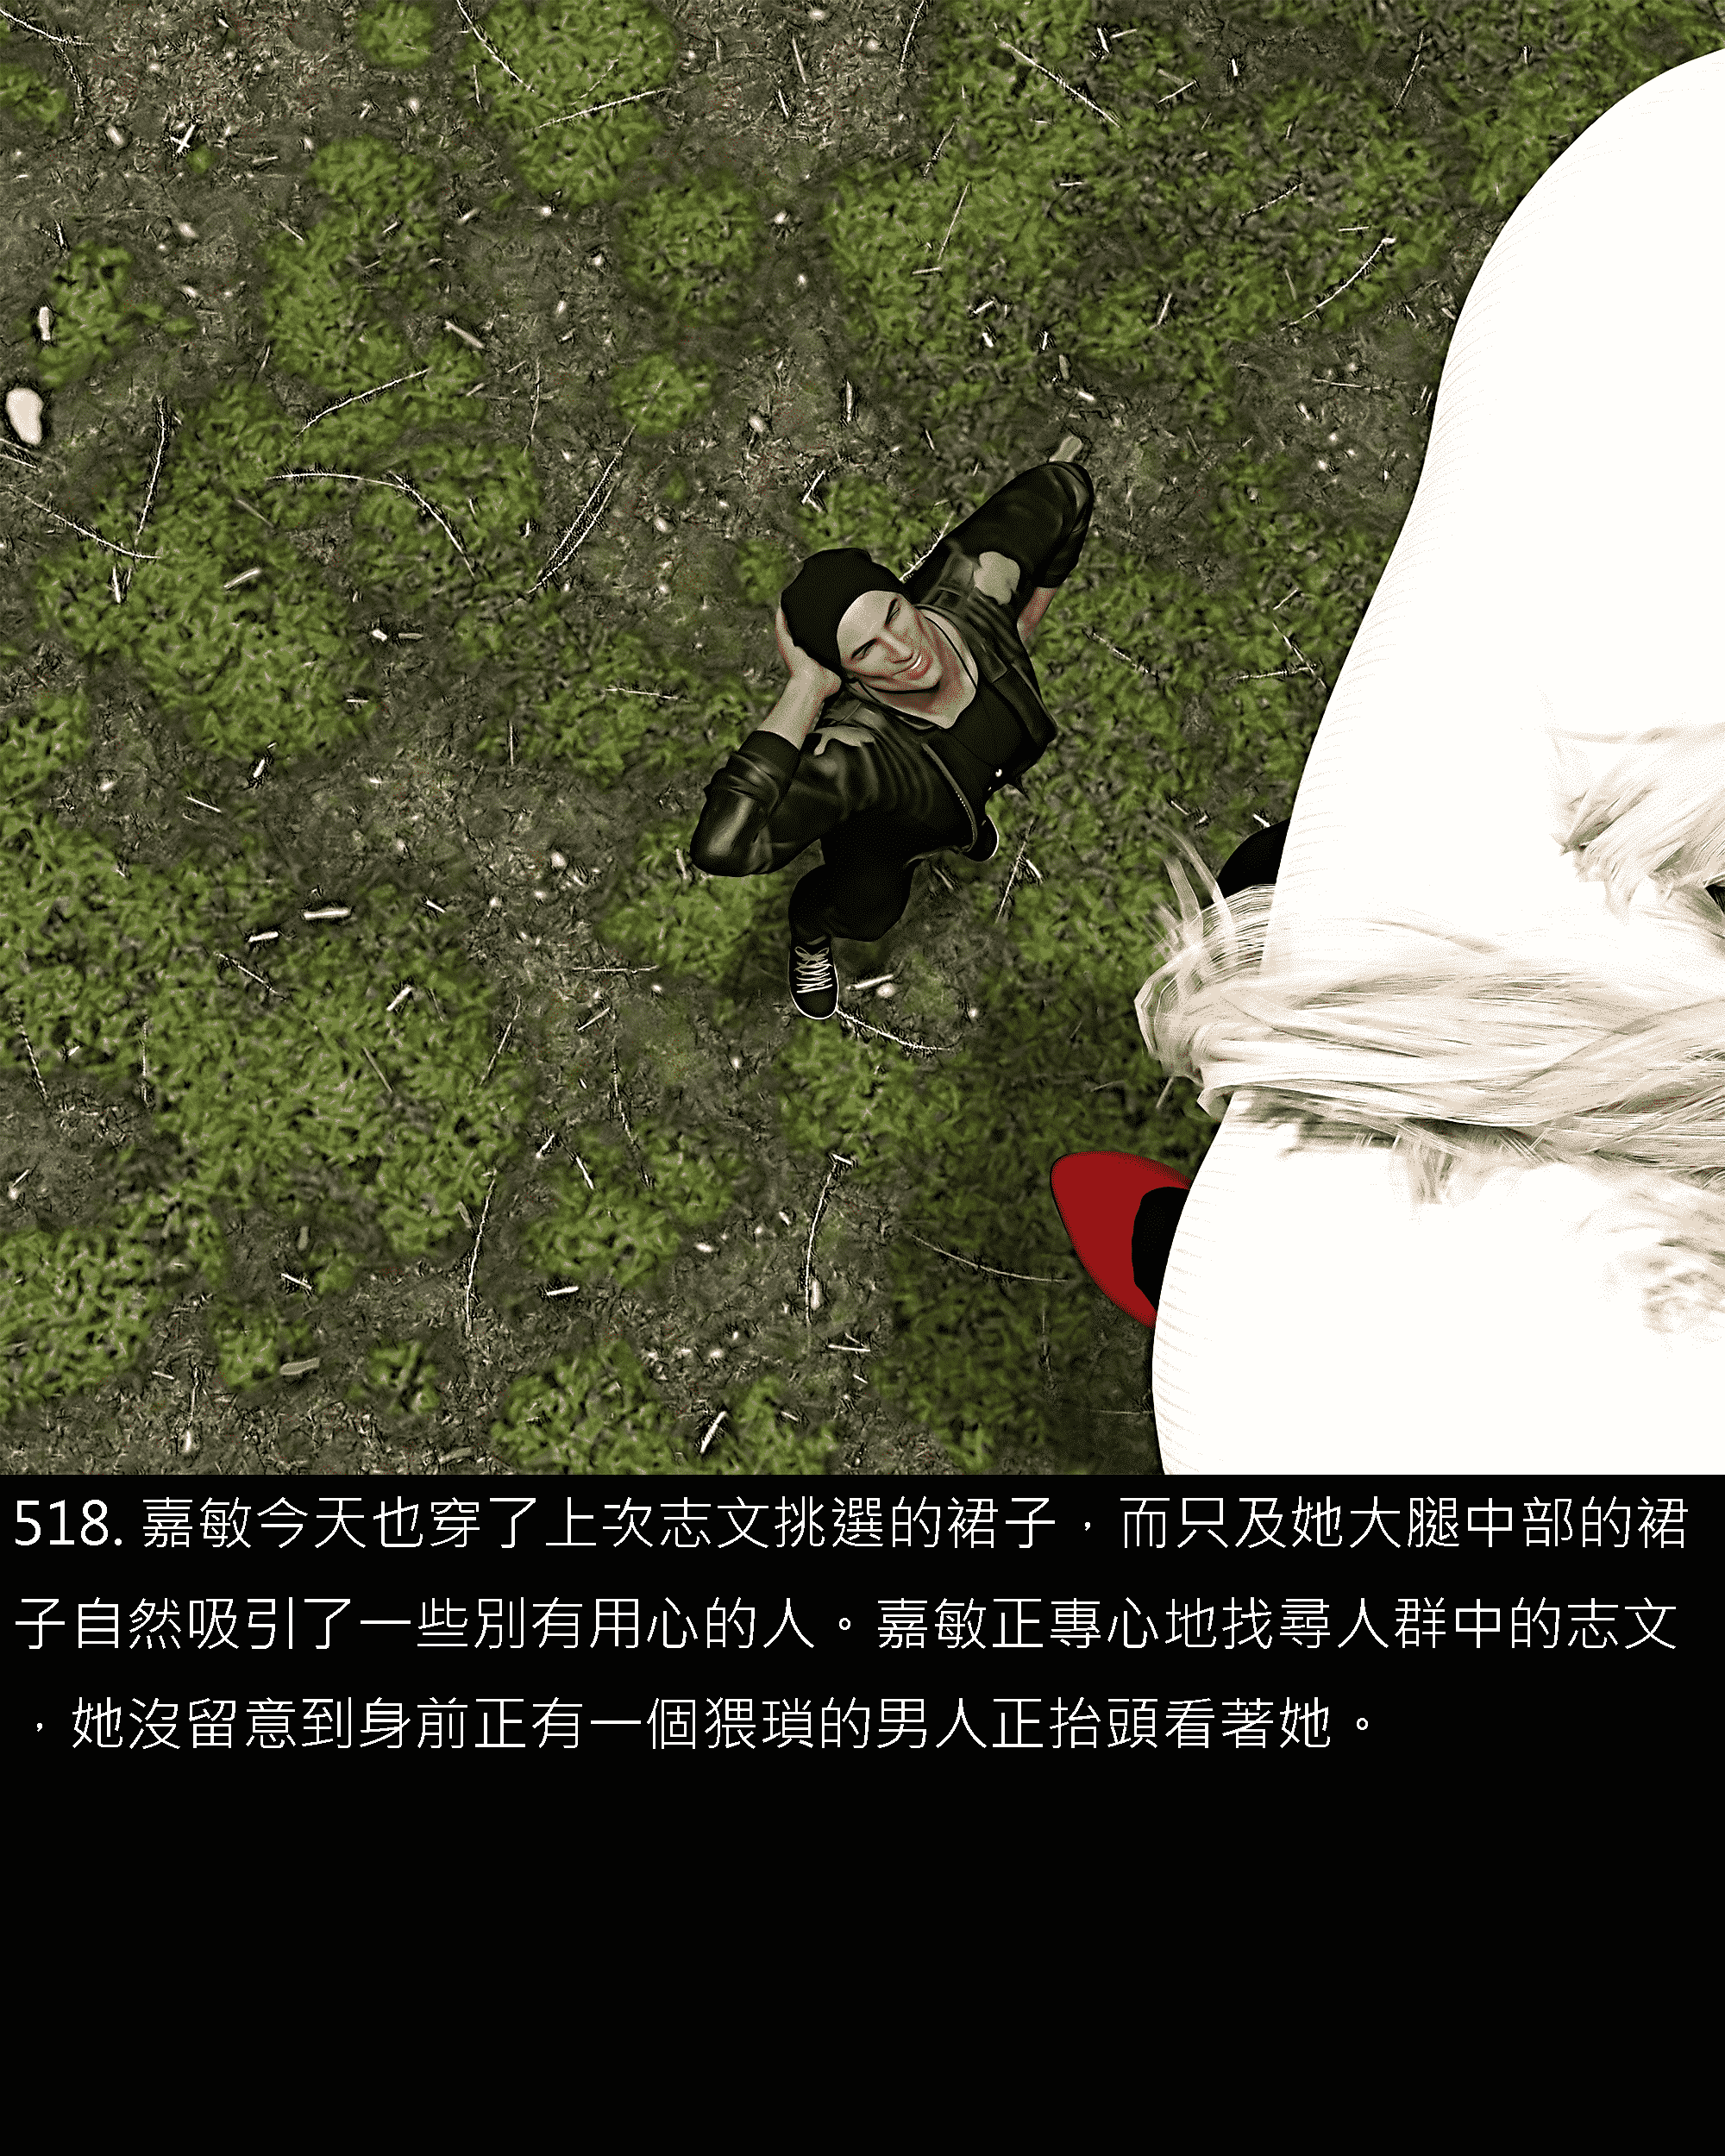 518. 嘉敏今天也穿了上次志文挑選的裙子，而只及她大腿中部的裙
子自然吸引了一些別有用心的人。嘉敏正專心地找尋人群中的志文
，她沒留意到身前正有一個猥瑣的男人正抬頭看著她。